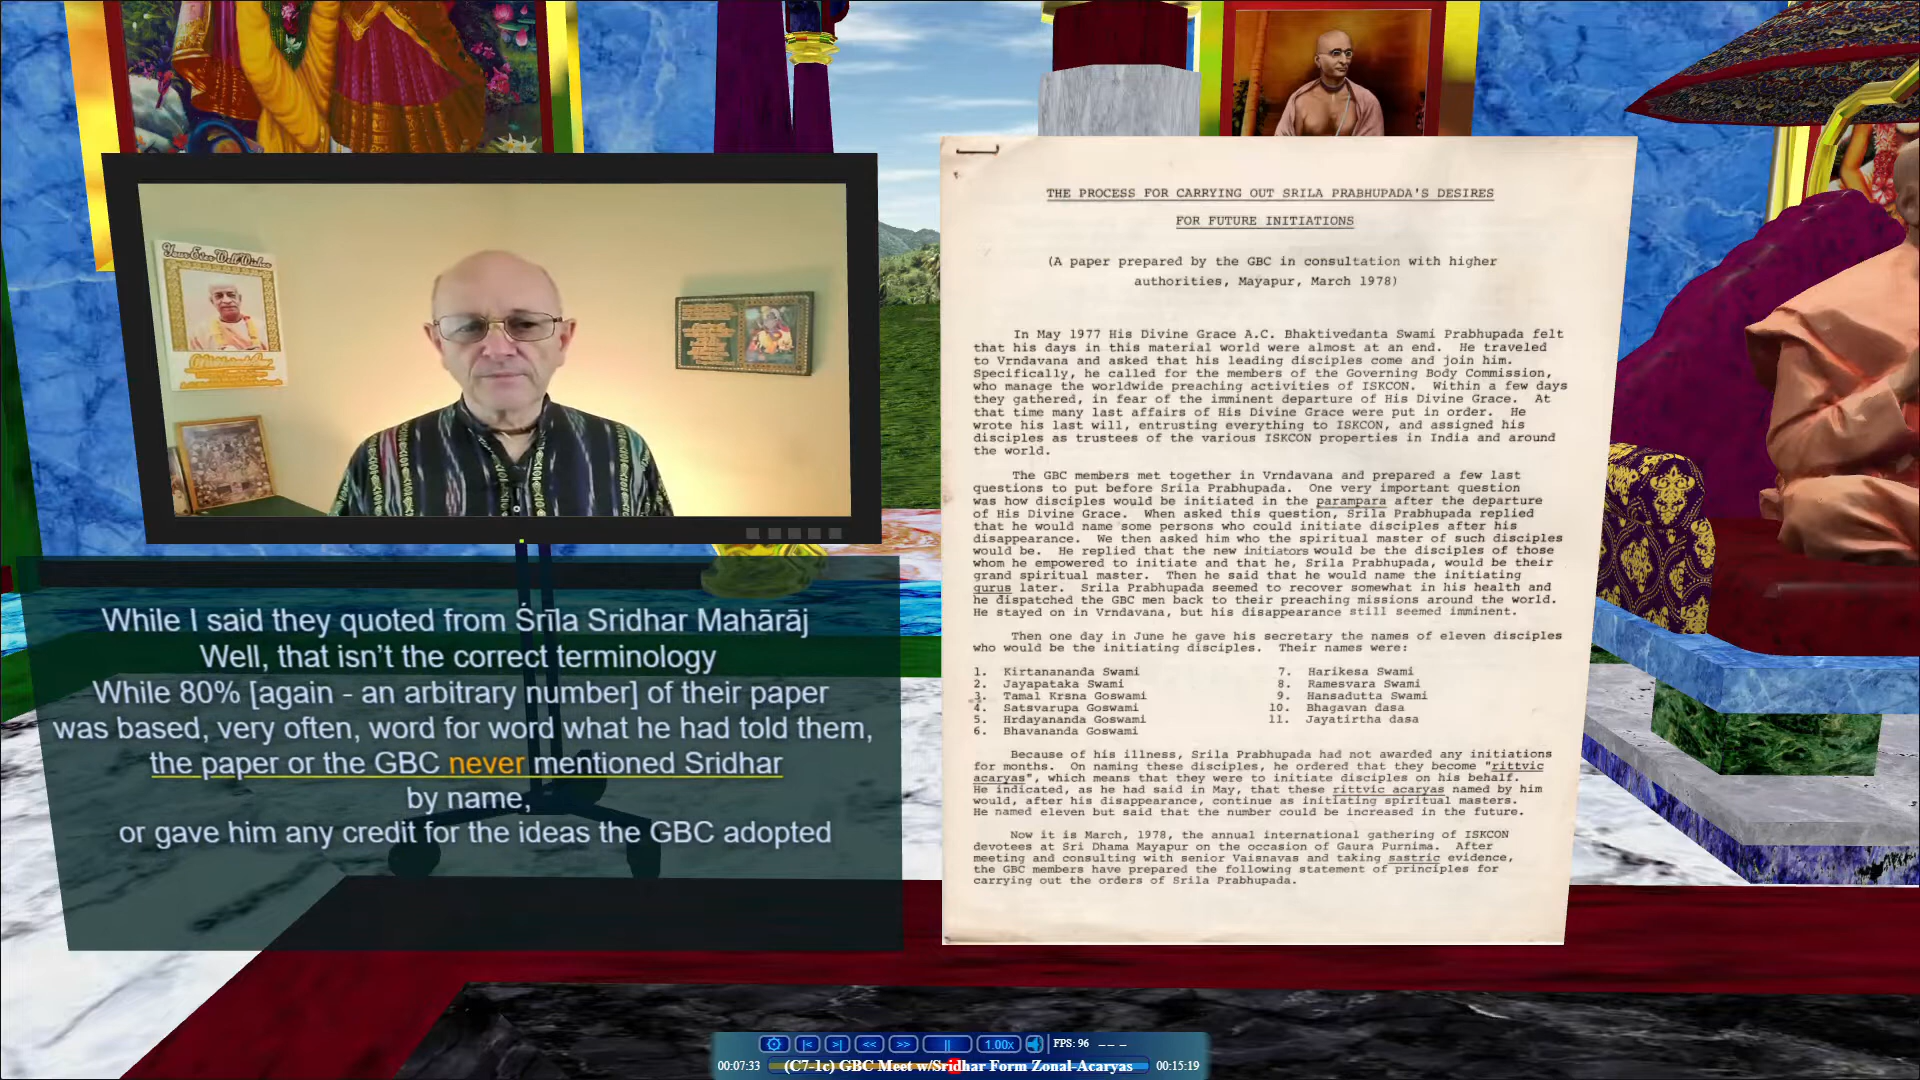 Your Ever Well Wisher
THE PROCESS FOR CARRYING OUT SRILA PRABHUPADA'S DESIRES
FOR FUTURE INITIATIONS
(A paper prepared by the GBC in consultation with higher
authorities, Mayapur, March 1978)
In May 1977 His Divine Grace A.C. Bhaktivedanta Swami Prabhupada felt
that his days in this material world were almost at an end. He traveled
to Vrndavana and asked that his leading disciples come and join him.
Specifically, he called for the members of the Governing Body Commission,
who manage the worldwide preaching activities of ISKCON. Within a few days
they gathered, in fear of the imminent departure of His Divine Grace. At
that time many last affairs of His Divine Grace were put in order. He
wrote his last will, entrusting everything to ISKCON, and assigned his
disciples as trustees of the various ISKCON properties in India and around
the world.
The GBC members met together in Vrndavana and prepared a few last
questions to put before Srila Prabhupada. One very important question
was how disciples would be initiated in the parampara after the departure
of His Divine Grace. When asked this question, Srila Prabhupada replied
that he would name some persons who could initiate disciples after his
disappearance. We then asked him who the spiritual master of such disciples
would be. He replied that the new initiators would be the disciples of those
whom he empowered to initiate and that he, Srila Prabhupada, would be their
grand spiritual master. Then he said that he would name the initiating
gurus later. Srila Prabhupada seemed to recover somewhat in his health and
he dispatched the GBC men back to their preaching missions around the world.
He stayed on in Vrndavana, but his disappearance still seemed imminent.
Then one day in June he gave his secretary the names of eleven disciples
who would be the initiating disciples. Their names were:
1. Kirtanananda Swami
2. Jayapataka Swami
3. Tamal Krsna Goswami
4. Satsvarupa Goswami
5. Hrdayananda Goswami
6. Bhavananda Goswami
7. Harikesa Swami
8. Ramesvara Swami
9. Hansadutta Swami
10. Bhagavan dasa
11. Jayatirtha dasa
Because of his illness, Srila Prabhupada had not awarded any initiations
for months. On naming these disciples, he ordered that they become "rittvic
acaryas", which means that they were to initiate disciples on his behalf.
He indicated, as he had said in May, that these rittvic acaryas named by him
would, after his disappearance, continue as initiating spiritual masters.
He named eleven but said that the number could be increased in the future.
Now it is March, 1978, the annual international gathering of ISKCON
devotees at Sri Dhama Mayapur on the occasion of Gaura Purnima. After
meeting and consulting with senior Vaisnavas and taking sastric evidence,
the GBC members have prepared the following statement of principles for
carrying out the orders of Srila Prabhupada.
While I said they quoted from Śrīla Sridhar Mahārāj
Well, that isn't the correct terminology
While 80% [again - an arbitrary number] of their paper
was based, very often, word for word what he had told them,
the paper or the GBC never mentioned Sridhar
by name,
or gave him any credit for the ideas the GBC adopted
|< >| << >> || 1.00x FPS: 96 _ _ _
00:07:33 (C7-1c) GBC Meet w/Sridhar Form Zonal-Acaryas 00:15:19